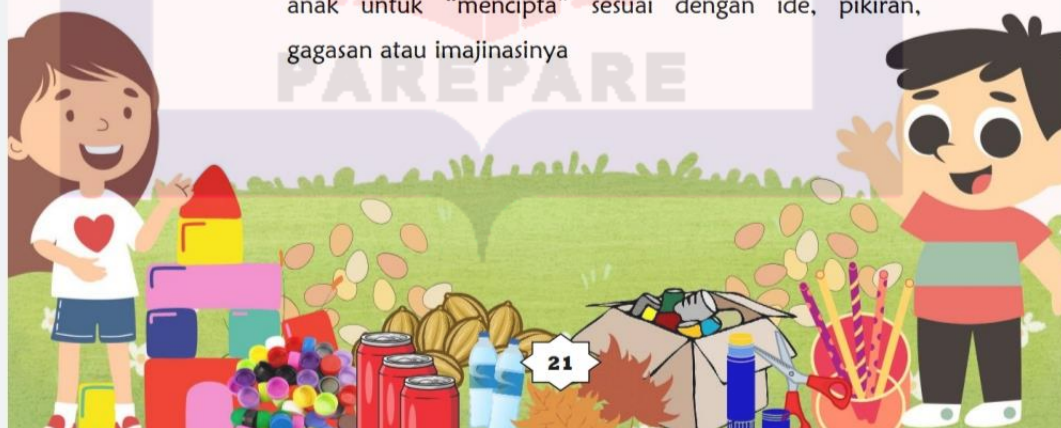 anak untuk "mencipta" sesuai dengan ide, pikiran,
gagasan atau imajinasinya
PAREPARE
21